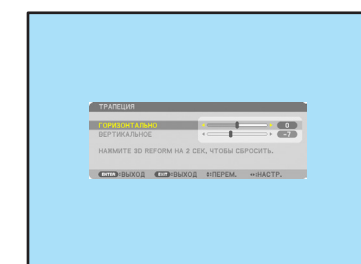 ТРАПЕЦИЯ
ГОРИЗОНТАЛЬНО 0
ВЕРТИКАЛЬНОЕ -7
НАЖМИТЕ 3D REFORM НА 2 СЕК, ЧТОБЫ СБРОСИТЬ.
ENTER:ВЫХОД EXIT:ВЫХОД ↕:ПЕРЕМ. ↔:НАСТР.